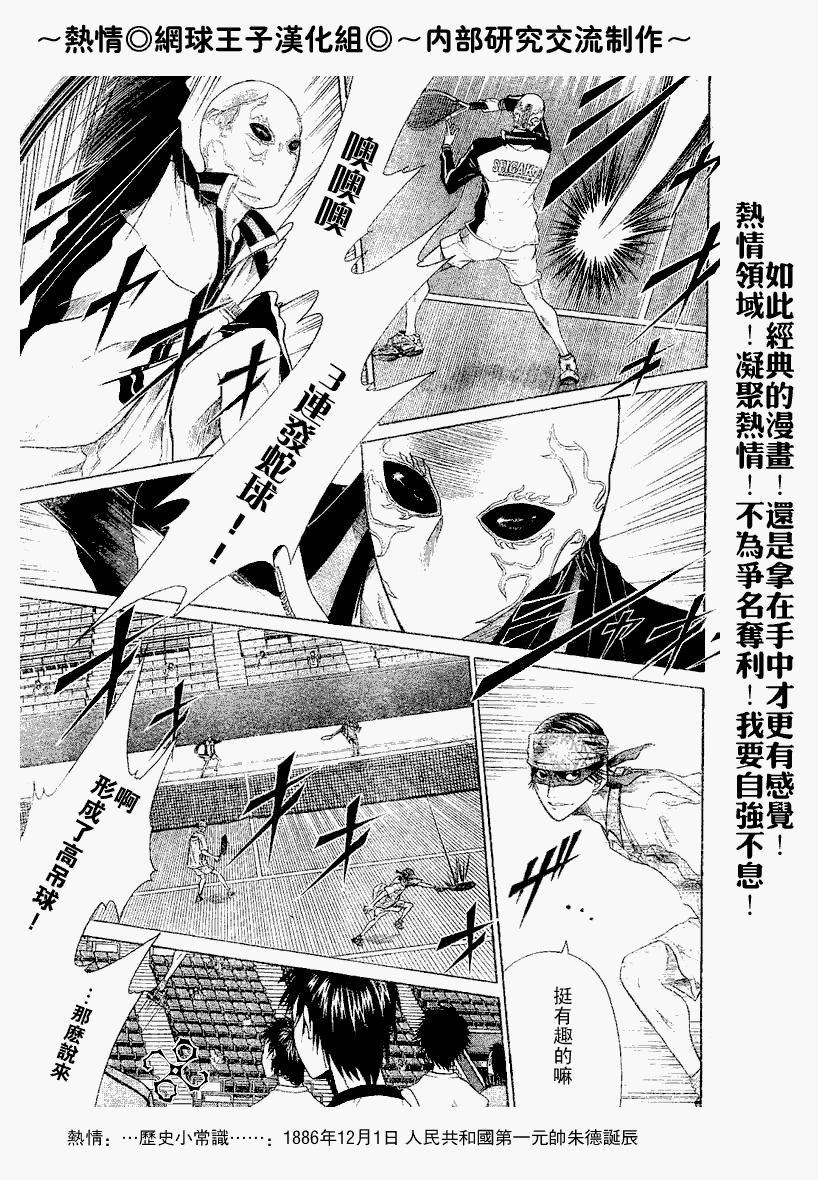 ～熱情◎網球王子漢化組◎～内部研究交流制作～
如此經典的漫畫！還是拿在手中才更有感覺！
熱情領域！凝聚熱情！不為爭名奪利！我要自強不息！
SEIGAKU
噢噢噢
3連發蛇球！！
挺有趣的嘛
啊
形成了高吊球！
…那麼說來
熱情：…歷史小常識……：1886年12月1日 人民共和國第一元帥朱德誕辰